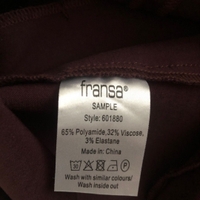 fransa®
SAMPLE
Style: 601880
65% Polyamide, 32% Viscose,
3% Elastane
Made in: China
Wash with similar colours/
Wash inside out